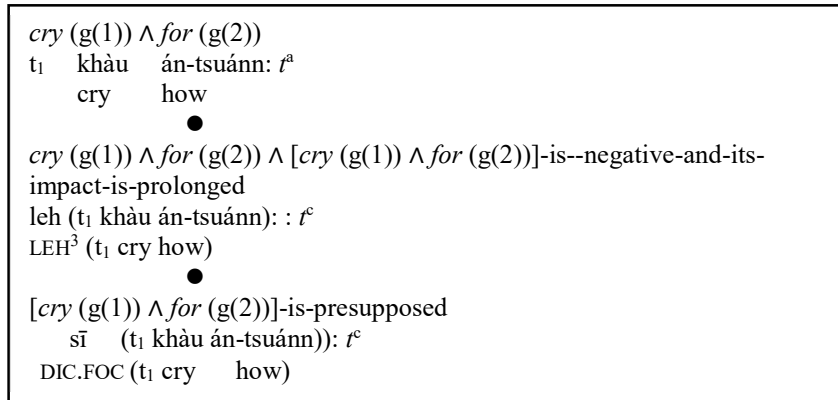 cry (g(1)) ∧ for (g(2))
t₁ khàu án-tsuánn: tᵃ
cry how
●
cry (g(1)) ∧ for (g(2)) ∧ [cry (g(1)) ∧ for (g(2))]-is--negative-and-its-
impact-is-prolonged
leh (t₁ khàu án-tsuánn): : tᶜ
LEH³ (t₁ cry how)
●
[cry (g(1)) ∧ for (g(2))]-is-presupposed
sī (t₁ khàu án-tsuánn)): tᶜ
DIC.FOC (t₁ cry how)